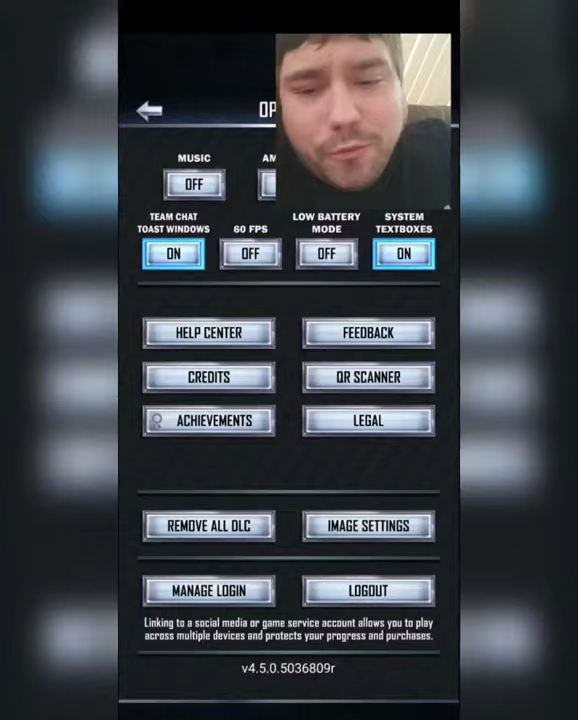 OP
MUSIC
AM
OFF
TEAM CHAT
TOAST WINDOWS
60 FPS
LOW BATTERY
MODE
SYSTEM
TEXTBOXES
ON
OFF
OFF
ON
HELP CENTER
FEEDBACK
CREDITS
QR SCANNER
ACHIEVEMENTS
LEGAL
REMOVE ALL DLC
IMAGE SETTINGS
MANAGE LOGIN
LOGOUT
Linking to a social media or game service account allows you to play
across multiple devices and protects your progress and purchases.
v4.5.0.5036809r